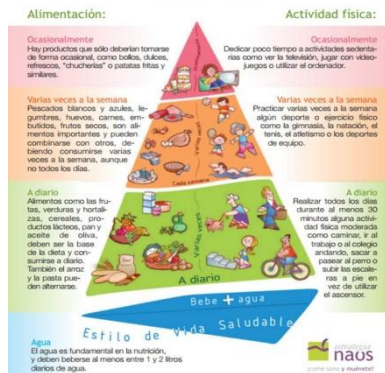 Alimentación:
Actividad física:
Ocasionalmente
Hay productos que sólo deberían tomarse
de forma ocasional, como bollos, dulces,
refrescos, "chucherías" o patatas fritas y
similares.
Ocasionalmente
Dedicar poco tiempo a actividades sedenta-
rias como ver la televisión, jugar con video-
juegos o utilizar el ordenador.
Varias veces a la semana
Pescados blancos y azules, le-
gumbres, huevos, carnes, em-
butidos, frutos secos, son ali-
mentos importantes y pueden
combinarse con otros, de-
biendo consumirse varias
veces a la semana, aunque
no todos los días.
Varias veces a la semana
Practicar varias veces a la semana
algún deporte o ejercicio físico
como la gimnasia, la natación, el
tenis, el atletismo o los deportes
de equipo.
Varias veces
Cada semana
A diario
Alimentos como las fru-
tas, verduras y hortali-
zas, cereales, pro-
ductos lácteos, pan y
aceite de oliva,
deben ser la base
de la dieta y con-
sumirse a diario.
También el arroz
y la pasta pue-
den alternarse.
A diario
Realizar todos los días
durante al menos 30
minutos alguna activi-
dad física moderada
como caminar, ir al
trabajo o al colegio
andando, sacar a
pasear al perro o
subir las escale-
ras a pie en
vez de utilizar
el ascensor.
Varias veces
A diario
Bebe + agua
Estilo de Vida Saludable
Agua
El agua es fundamental en la nutrición,
y deben beberse al menos entre 1 y 2 litros
diarios de agua.
estrategia
naos
¡come sano y muévete!